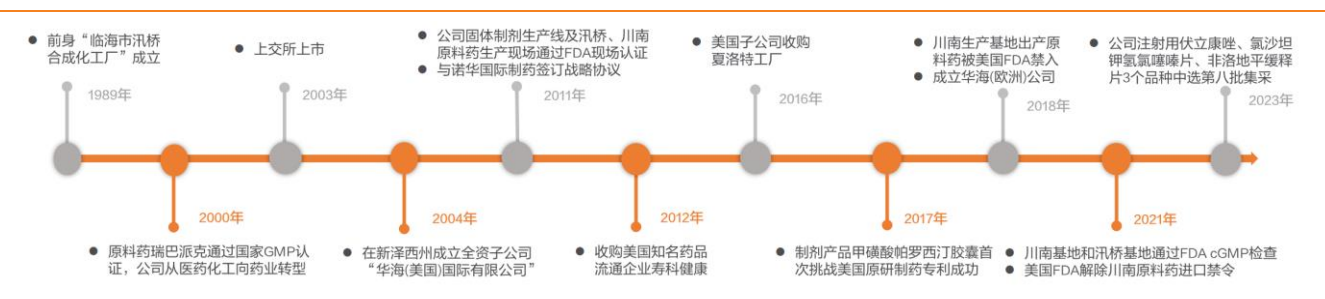 ● 前身“临海市汛桥
合成化工厂”成立
1989年
● 原料药瑞巴派克通过国家GMP认
证，公司从医药化工向药业转型
2000年
● 上交所上市
2003年
● 在新泽西州成立全资子公司
“华海(美国)国际有限公司”
2004年
● 公司固体制剂生产线及汛桥、川南
原料药生产现场通过FDA现场认证
● 与诺华国际制药签订战略协议
2011年
● 收购美国知名药品
流通企业寿科健康
2012年
● 美国子公司收购
夏洛特工厂
2016年
● 制剂产品甲磺酸帕罗西汀胶囊首
次挑战美国原研制药专利成功
2017年
● 川南生产基地出产原
料药被美国FDA禁入
● 成立华海(欧洲)公司
2018年
● 川南基地和汛桥基地通过FDA cGMP检查
● 美国FDA解除川南原料药进口禁令
2021年
● 公司注射用伏立康唑、氯沙坦
钾氢氯噻嗪片、非洛地平缓释
片3个品种中选第八批集采
2023年